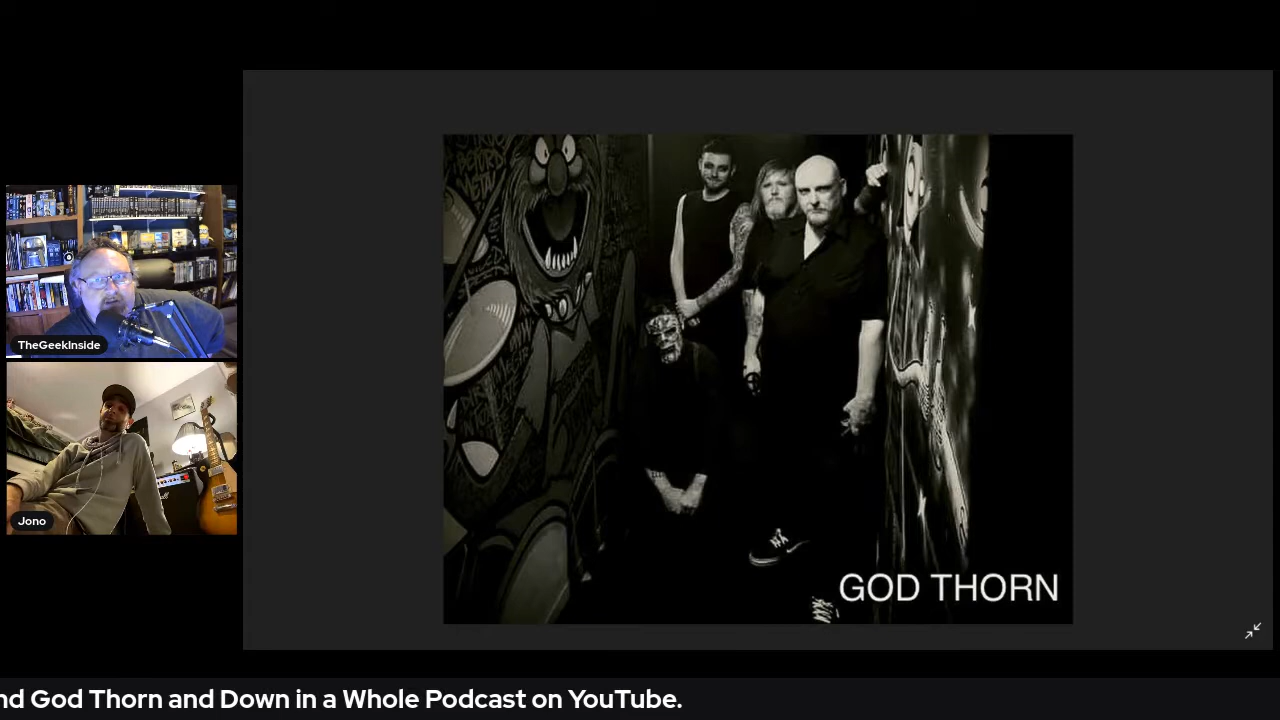 TheGeekInside
Jono
GOD THORN
nd God Thorn and Down in a Whole Podcast on YouTube.